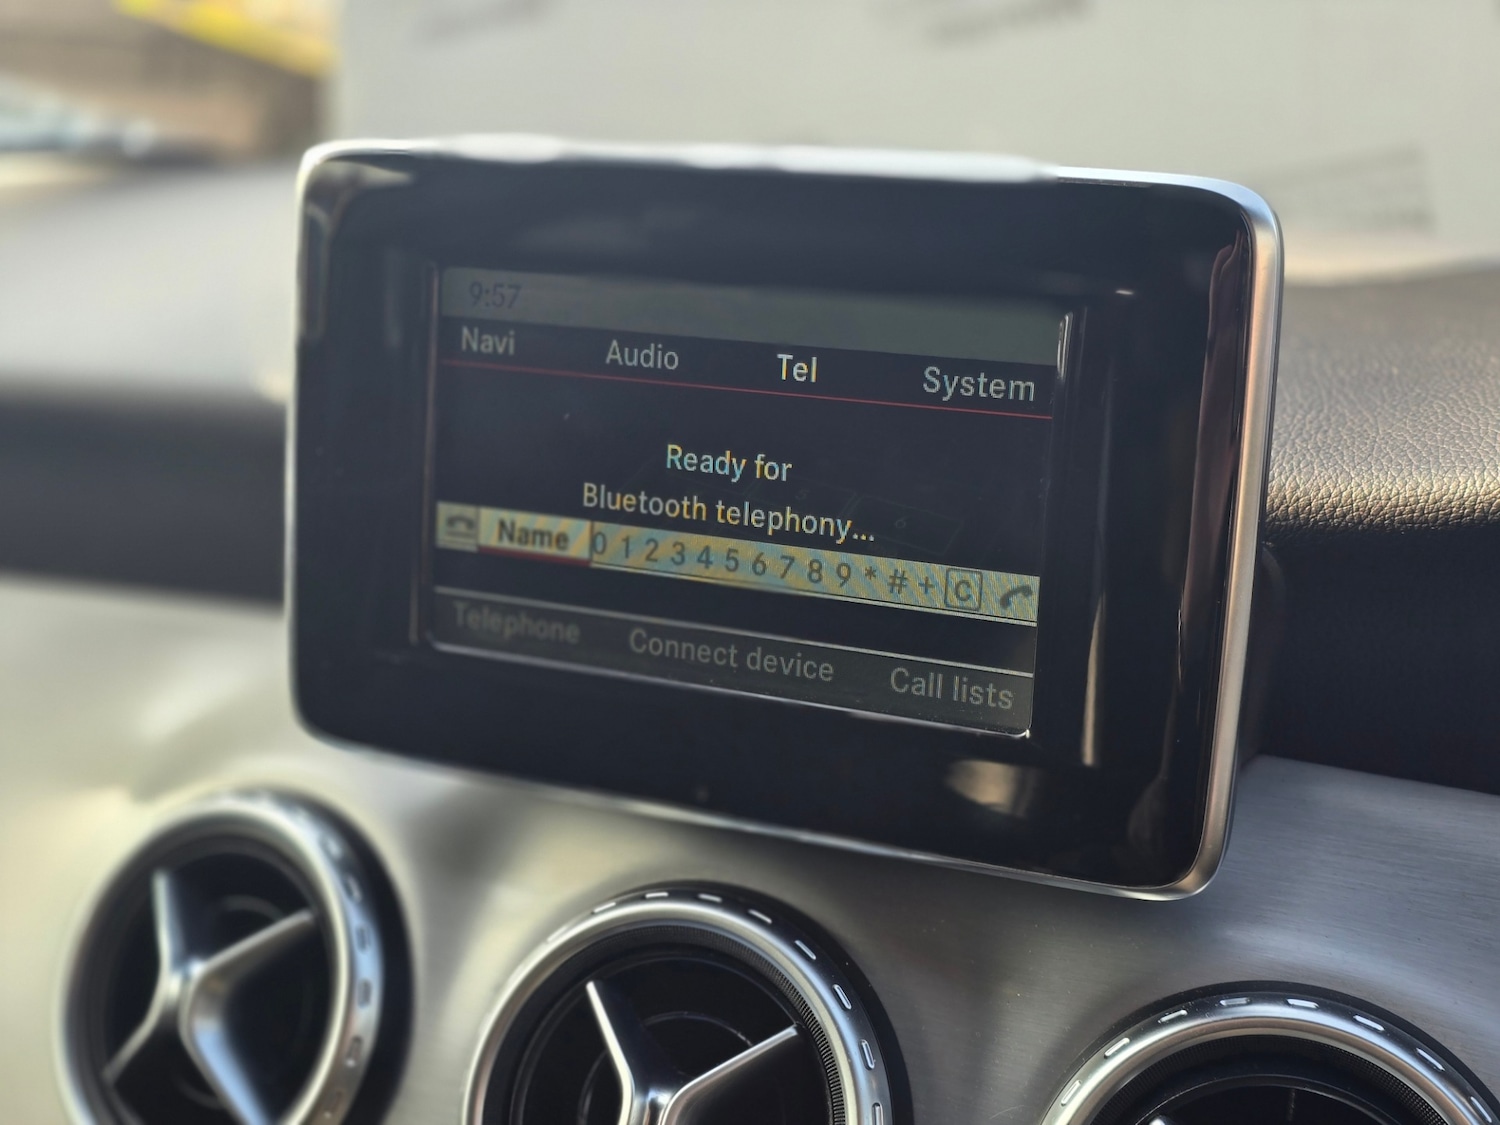 9:57
Navi Audio Tel System
Ready for
Bluetooth telephony...
Name 0 1 2 3 4 5 6 7 8 9 * # + C
Telephone Connect device Call lists